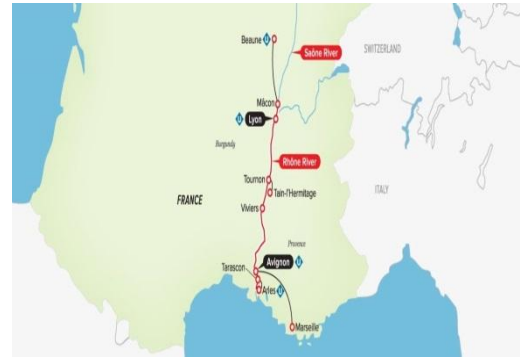 Beaune
U
Saône River
SWITZERLAND
Mâcon
U
Lyon
Burgundy
Rhône River
ITALY
Tournon
Tain-l'Hermitage
FRANCE
Viviers
Provence
Tarascon
Avignon
U
Arles
U
Marseille